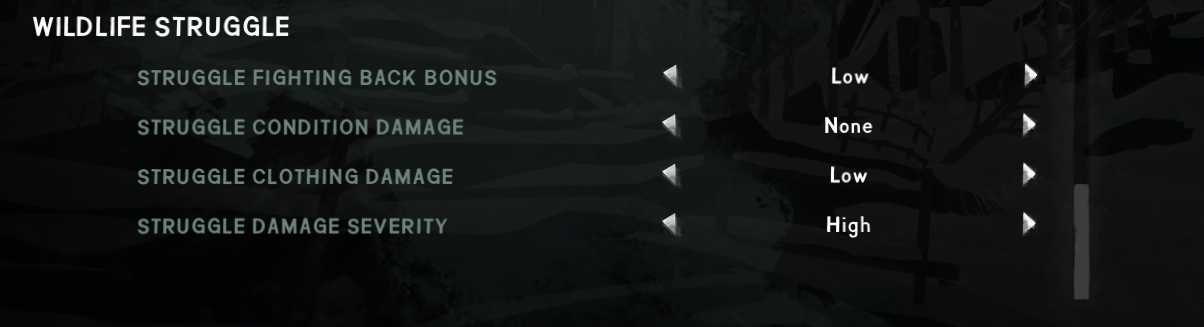 WILDLIFE STRUGGLE
STRUGGLE FIGHTING BACK BONUS Low
STRUGGLE CONDITION DAMAGE None
STRUGGLE CLOTHING DAMAGE Low
STRUGGLE DAMAGE SEVERITY High